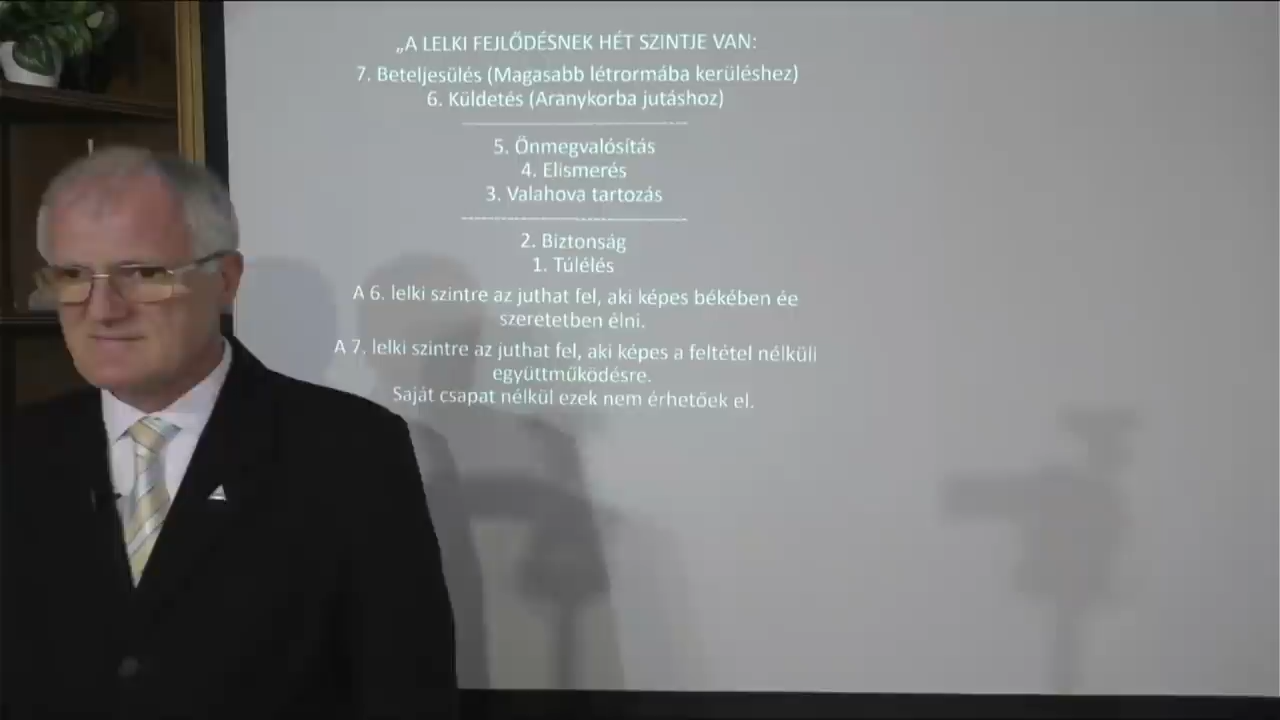 „A LELKI FEJLŐDÉSNEK HÉT SZINTJE VAN:
7. Beteljesülés (Magasabb létrormába kerüléshez)
6. Küldetés (Aranykorba jutáshoz)
5. Önmegvalósítás
4. Elismerés
3. Valahova tartozás
2. Biztonság
1. Túlélés
A 6. lelki szintre az juthat fel, aki képes békében ée
szeretetben élni.
A 7. lelki szintre az juthat fel, aki képes a feltétel nélküli
együttműködésre.
Saját csapat nélkül ezek nem érhetőek el.